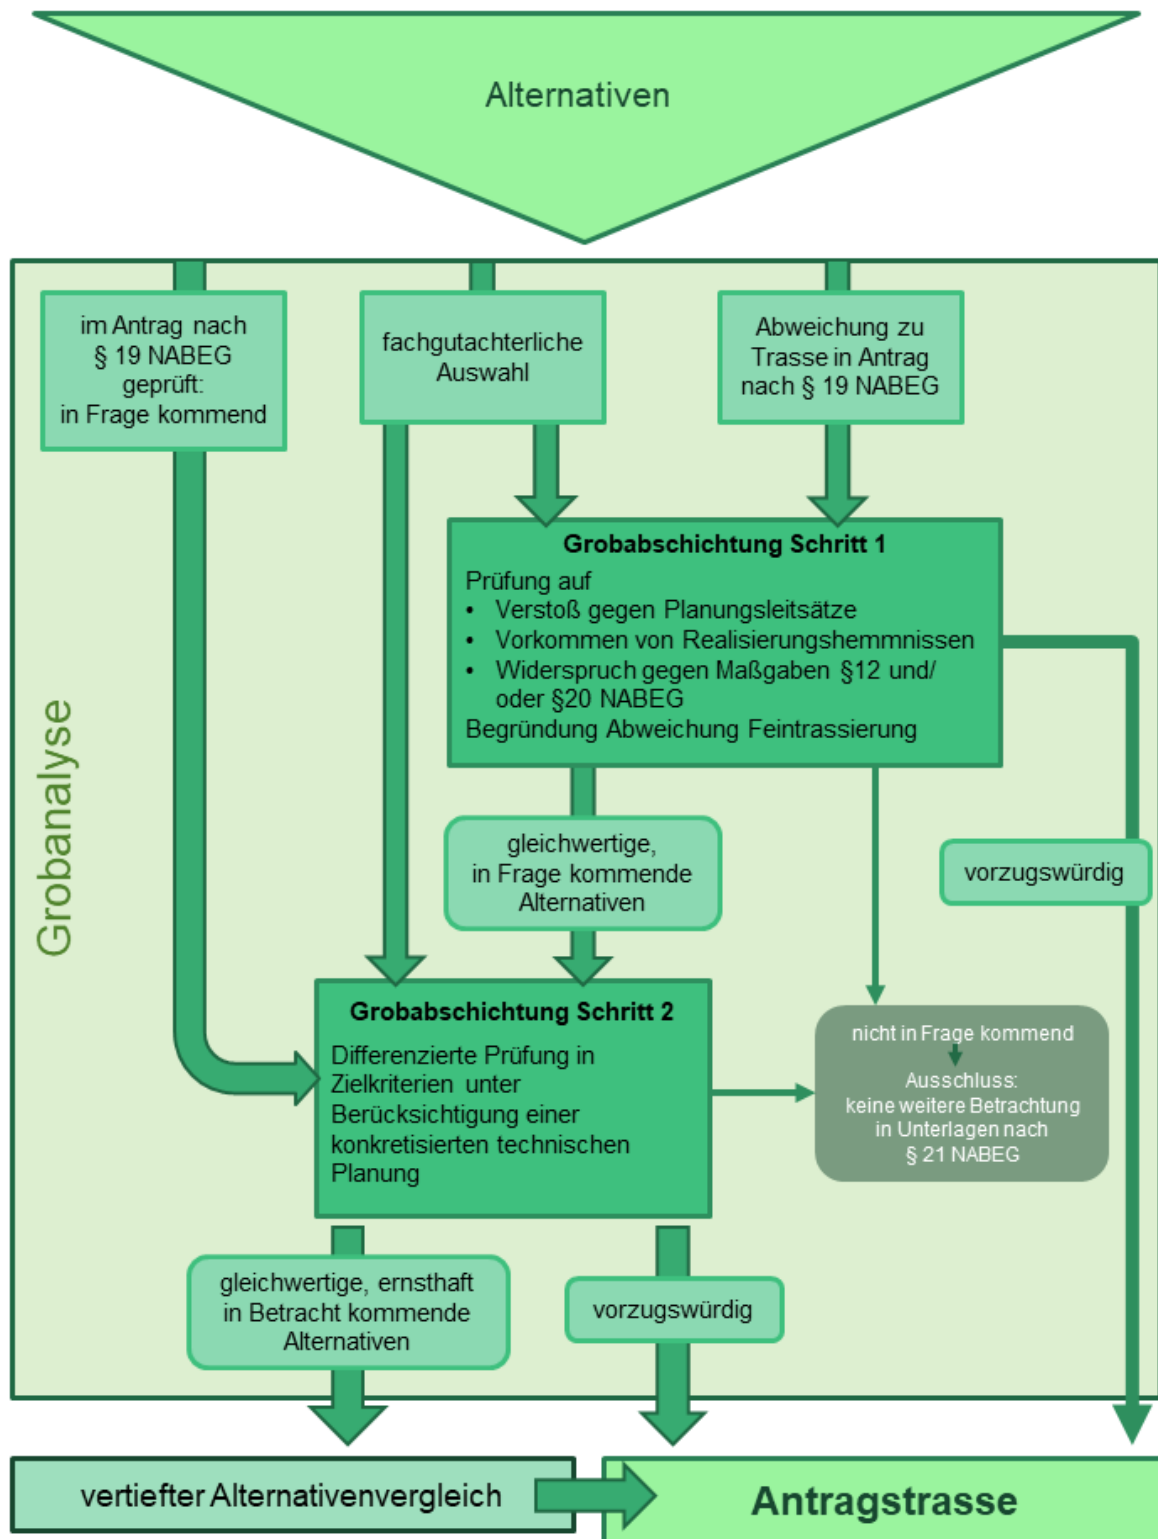 Alternativen
im Antrag nach
§ 19 NABEG
geprüft:
in Frage kommend
fachgutachterliche
Auswahl
Abweichung zu
Trasse in Antrag
nach § 19 NABEG
Grobanalyse
Grobabschichtung Schritt 1
Prüfung auf
• Verstoß gegen Planungsleitsätze
• Vorkommen von Realisierungshemmnissen
• Widerspruch gegen Maßgaben §12 und/
oder §20 NABEG
Begründung Abweichung Feintrassierung
gleichwertige,
in Frage kommende
Alternativen
vorzugswürdig
Grobabschichtung Schritt 2
Differenzierte Prüfung in
Zielkriterien unter
Berücksichtigung einer
konkretisierten technischen
Planung
nicht in Frage kommend
Ausschluss:
keine weitere Betrachtung
in Unterlagen nach
§ 21 NABEG
gleichwertige, ernsthaft
in Betracht kommende
Alternativen
vorzugswürdig
vertiefter Alternativenvergleich
Antragstrasse